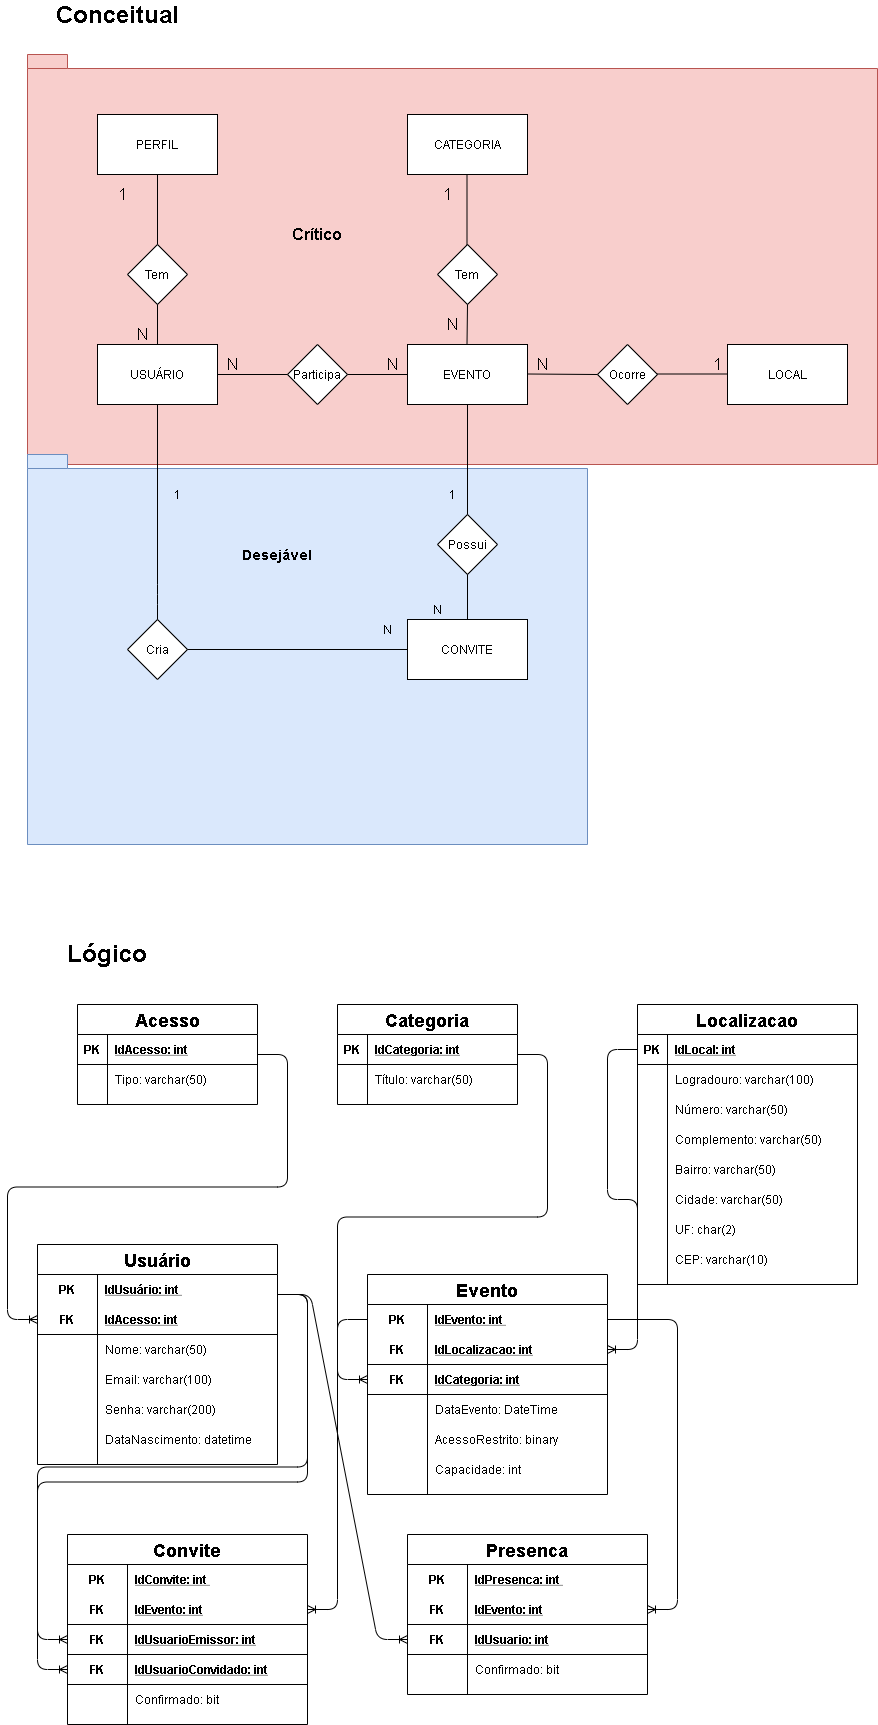 Conceitual
PERFIL
CATEGORIA
1
1
Crítico
Tem
Tem
N
N
USUÁRIO
N
Participa
N
EVENTO
N
Ocorre
1
LOCAL
1
1
Desejável
Possui
N
Cria
N
CONVITE
Lógico
Acesso
PK IdAcesso: int
Tipo: varchar(50)
Categoria
PK IdCategoria: int
Título: varchar(50)
Localizacao
PK IdLocal: int
Logradouro: varchar(100)
Número: varchar(50)
Complemento: varchar(50)
Bairro: varchar(50)
Cidade: varchar(50)
UF: char(2)
CEP: varchar(10)
Usuário
PK IdUsuário: int
FK IdAcesso: int
Nome: varchar(50)
Email: varchar(100)
Senha: varchar(200)
DataNascimento: datetime
Evento
PK IdEvento: int
FK IdLocalizacao: int
FK IdCategoria: int
DataEvento: DateTime
AcessoRestrito: binary
Capacidade: int
Convite
PK IdConvite: int
FK IdEvento: int
FK IdUsuarioEmissor: int
FK IdUsuarioConvidado: int
Confirmado: bit
Presenca
PK IdPresenca: int
FK IdEvento: int
FK IdUsuario: int
Confirmado: bit